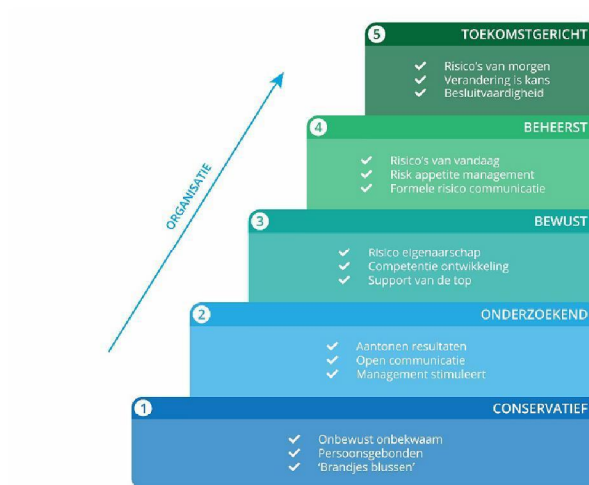 5 TOEKOMSTGERICHT
Risico's van morgen
Verandering is kans
Besluitvaardigheid
4 BEHEERST
Risico's van vandaag
Risk appetite management
Formele risico communicatie
ORGANISATIE
3 BEWUST
Risico eigenaarschap
Competentie ontwikkeling
Support van de top
2 ONDERZOEKEND
Aantonen resultaten
Open communicatie
Management stimuleert
1 CONSERVATIEF
Onbewust onbekwaam
Persoonsgebonden
'Brandjes blussen'